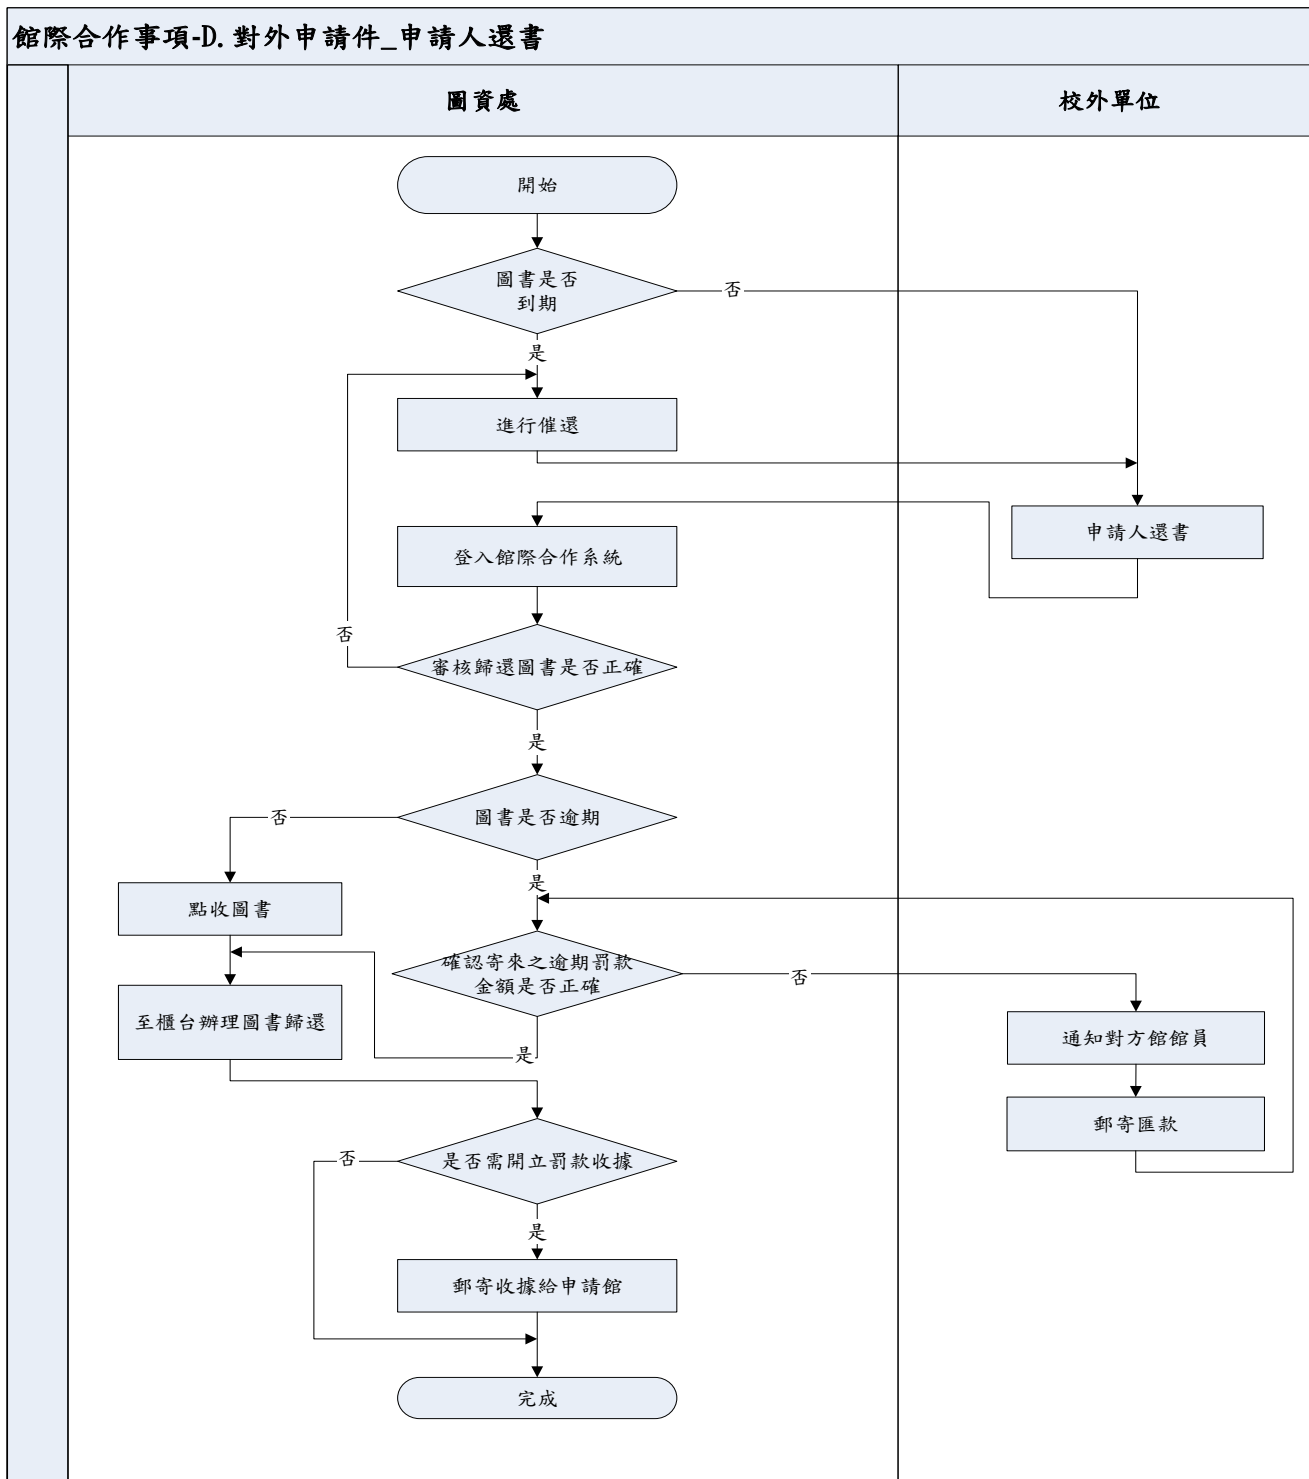 館際合作事項-D.對外申請件_申請人還書
圖資處
校外單位
開始
圖書是否
到期
否
是
進行催還
申請人還書
登入館際合作系統
否
審核歸還圖書是否正確
是
圖書是否逾期
否
是
點收圖書
確認寄來之逾期罰款
金額是否正確
否
至櫃台辦理圖書歸還
通知對方館館員
是
郵寄匯款
是否需開立罰款收據
否
是
郵寄收據給申請館
完成